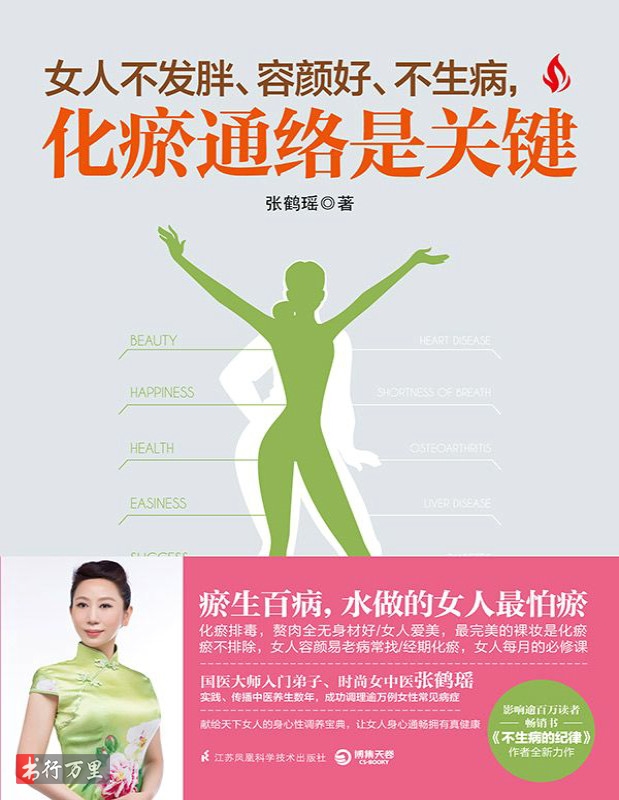 女人不发胖、容颜好、不生病，
化瘀通络是关键
张鹤瑶◎著
BEAUTY
HEART DISEASE
HAPPINESS
SHORTNESS OF BREATH
HEALTH
OSTEOARTHRITIS
EASINESS
LIVER DISEASE
瘀生百病，水做的女人最怕瘀
化瘀排毒，赘肉全无身材好/女人爱美，最完美的裸妆是化瘀
瘀不排除，女人容颜易老病常找/经期化瘀，女人每月的必修课
国医大师入门弟子、时尚女中医张鹤瑶
实践、传播中医养生数年，成功调理逾万例女性常见病症
献给天下女人的身心性调养宝典，让女人身心通畅拥有真健康
江苏凤凰科学技术出版社
博集天卷
CS-BOOKY
影响逾百万读者
畅销书
《不生病的纪律》
作者全新力作
书行万里